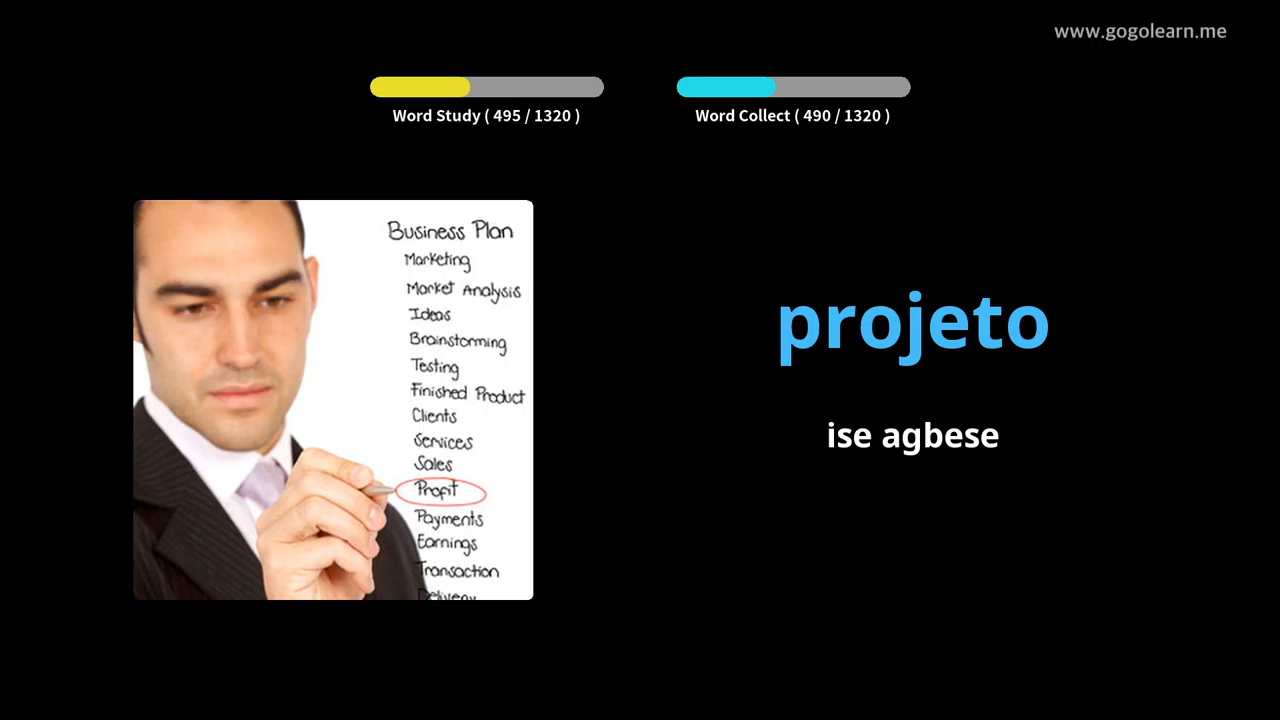 www.gogolearn.me
Word Study ( 495 / 1320 )
Word Collect ( 490 / 1320 )
Business Plan
Marketing
Market Analysis
Ideas
Brainstorming
Testing
Finished Product
Clients
Services
Sales
Profit
Payments
Earnings
Transaction
Delivery
projeto
ise agbese